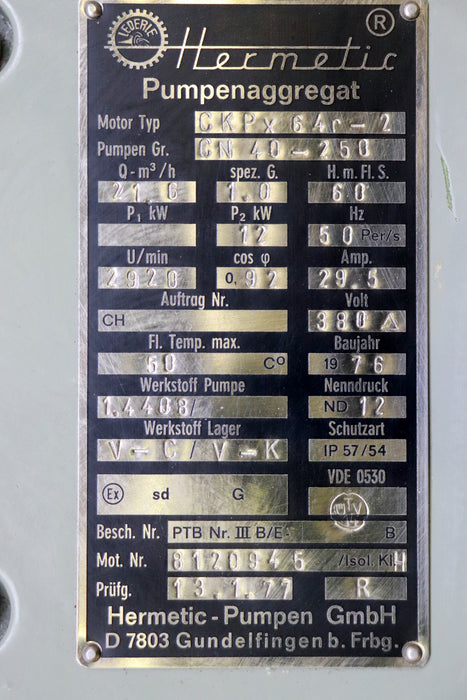 LEDERLE Hermetic ®
Pumpenaggregat
Motor Typ CKPx 64r-2
Pumpen Gr. CN 40-250
Q-m³/h spez. G. H. m. Fl. S.
21.6 1.0 60
P₁ kW P₂ kW Hz
12 50 Per/s
U/min cos φ Amp.
2920 0,92 29.5
Auftrag Nr. Volt
CH 380 △
Fl. Temp. max. Baujahr
50 C° 1976
Werkstoff Pumpe Nenndruck
1.4408/ ND 12
Werkstoff Lager Schutzart
V-C/V-K IP 57/54
VDE 0530
Ex sd G TÜV
Besch. Nr. PTB Nr. III B/E- B
Mot. Nr. 8120945 /Isol. Kl H
Prüfg. 13.1.77 R
Hermetic-Pumpen GmbH
D 7803 Gundelfingen b. Frbg.